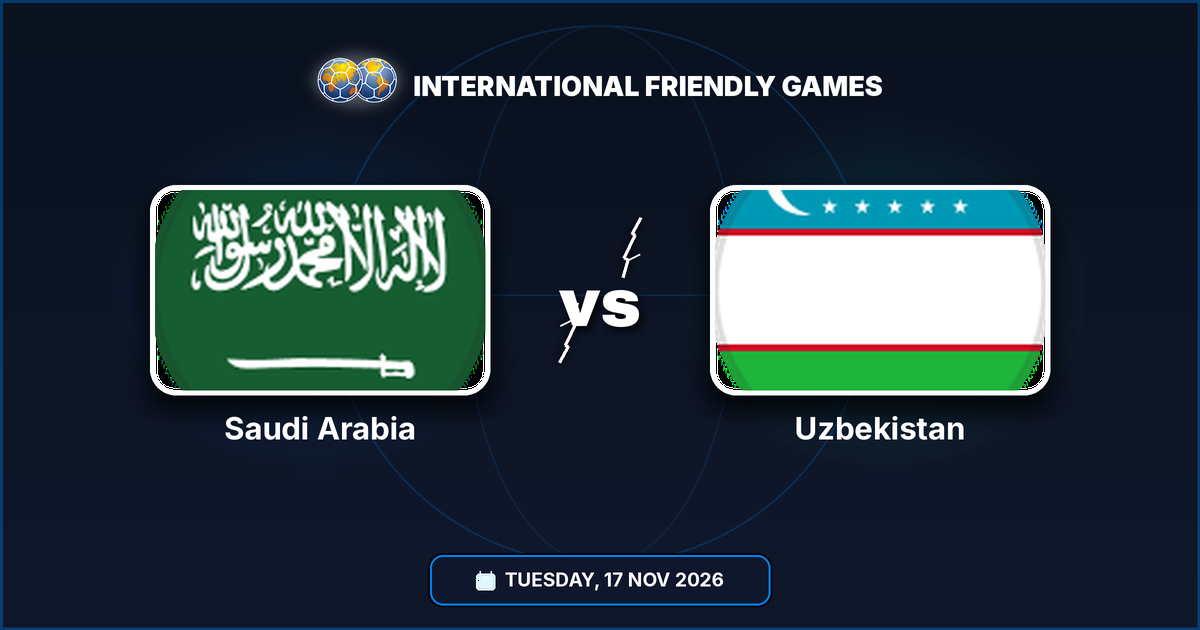 INTERNATIONAL FRIENDLY GAMES
لا إله إلا الله محمد رسول الله
vs
Saudi Arabia
Uzbekistan
TUESDAY, 17 NOV 2026